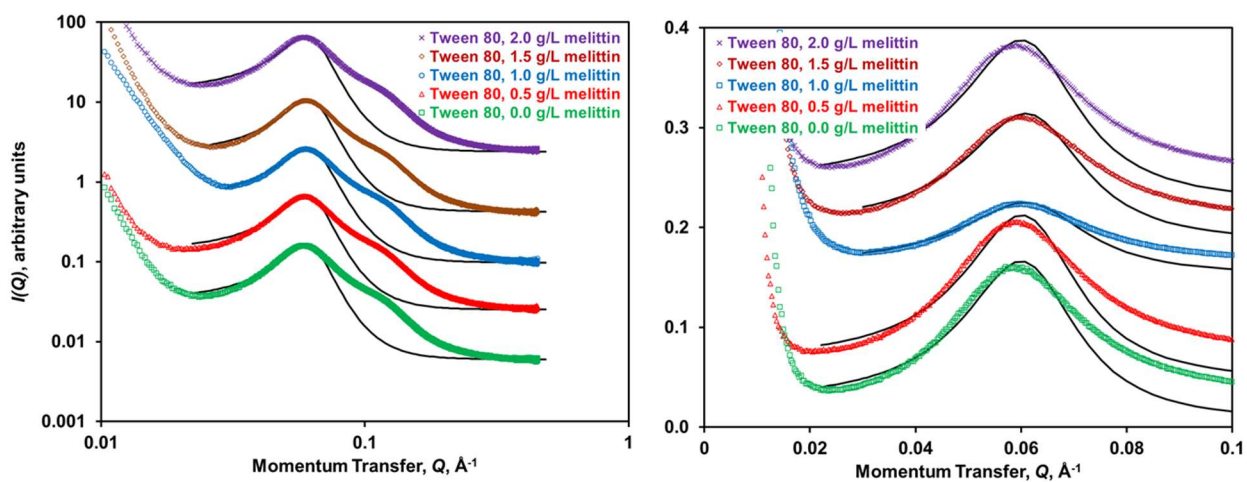 100
10
1
0.1
0.01
0.001
I(Q), arbitrary units
Tween 80, 2.0 g/L melittin
Tween 80, 1.5 g/L melittin
Tween 80, 1.0 g/L melittin
Tween 80, 0.5 g/L melittin
Tween 80, 0.0 g/L melittin
0.01
0.1
1
Momentum Transfer, Q, Å-1
0.4
0.3
0.2
0.1
0.0
Tween 80, 2.0 g/L melittin
Tween 80, 1.5 g/L melittin
Tween 80, 1.0 g/L melittin
Tween 80, 0.5 g/L melittin
Tween 80, 0.0 g/L melittin
0
0.02
0.04
0.06
0.08
0.1
Momentum Transfer, Q, Å-1